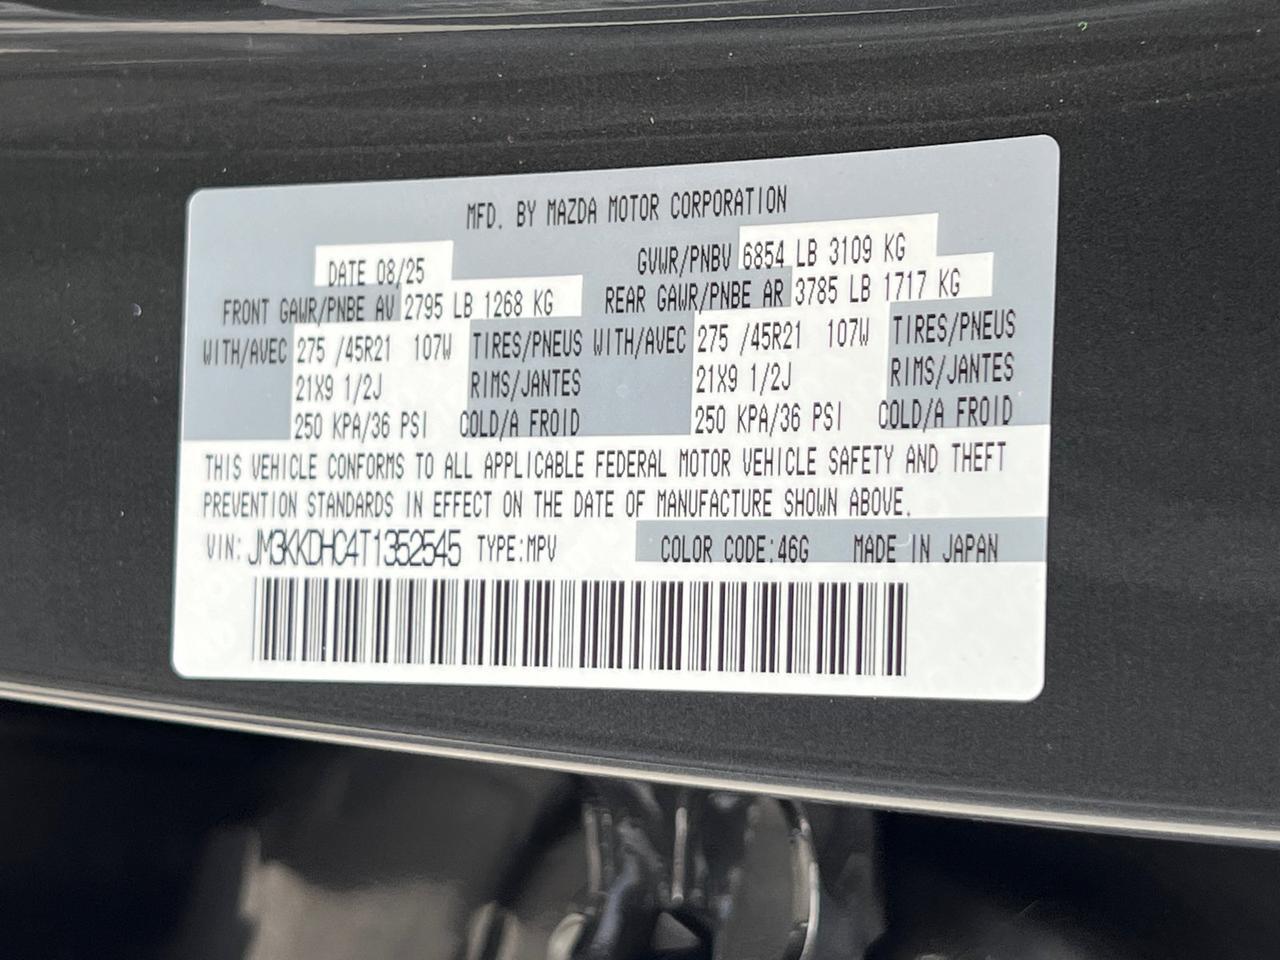 MFD. BY MAZDA MOTOR CORPORATION
DATE 08/25 GVWR/PNBV 6854 LB 3109 KG
FRONT GAWR/PNBE AV 2795 LB 1268 KG REAR GAWR/PNBE AR 3785 LB 1717 KG
WITH/AVEC 275 /45R21 107W TIRES/PNEUS WITH/AVEC 275 /45R21 107W TIRES/PNEUS
21X9 1/2J RIMS/JANTES 21X9 1/2J RIMS/JANTES
250 KPA/36 PSI COLD/A FROID 250 KPA/36 PSI COLD/A FROID
THIS VEHICLE CONFORMS TO ALL APPLICABLE FEDERAL MOTOR VEHICLE SAFETY AND THEFT
PREVENTION STANDARDS IN EFFECT ON THE DATE OF MANUFACTURE SHOWN ABOVE.
VIN: JM3KKDHC4T1352545 TYPE:MPV COLOR CODE:46G MADE IN JAPAN